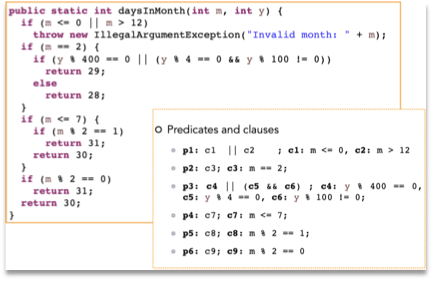 public static int daysInMonth(int m, int y) {
if (m <= 0 || m > 12)
throw new IllegalArgumentException("Invalid month: " + m);
if (m == 2) {
if (y % 400 == 0 || (y % 4 == 0 && y % 100 != 0))
return 29;
else
return 28;
}
if (m <= 7) {
if (m % 2 == 1)
return 31;
return 30;
}
if (m % 2 == 0)
return 31;
return 30;
}
Predicates and clauses
p1: c1 || c2 ; c1: m <= 0, c2: m > 12
p2: c3; c3: m == 2;
p3: c4 || (c5 && c6) ; c4: y % 400 == 0,
c5: y % 4 == 0, c6: y % 100 != 0;
p4: c7; c7: m <= 7;
p5: c8; c8: m % 2 == 1;
p6: c9; c9: m % 2 == 0